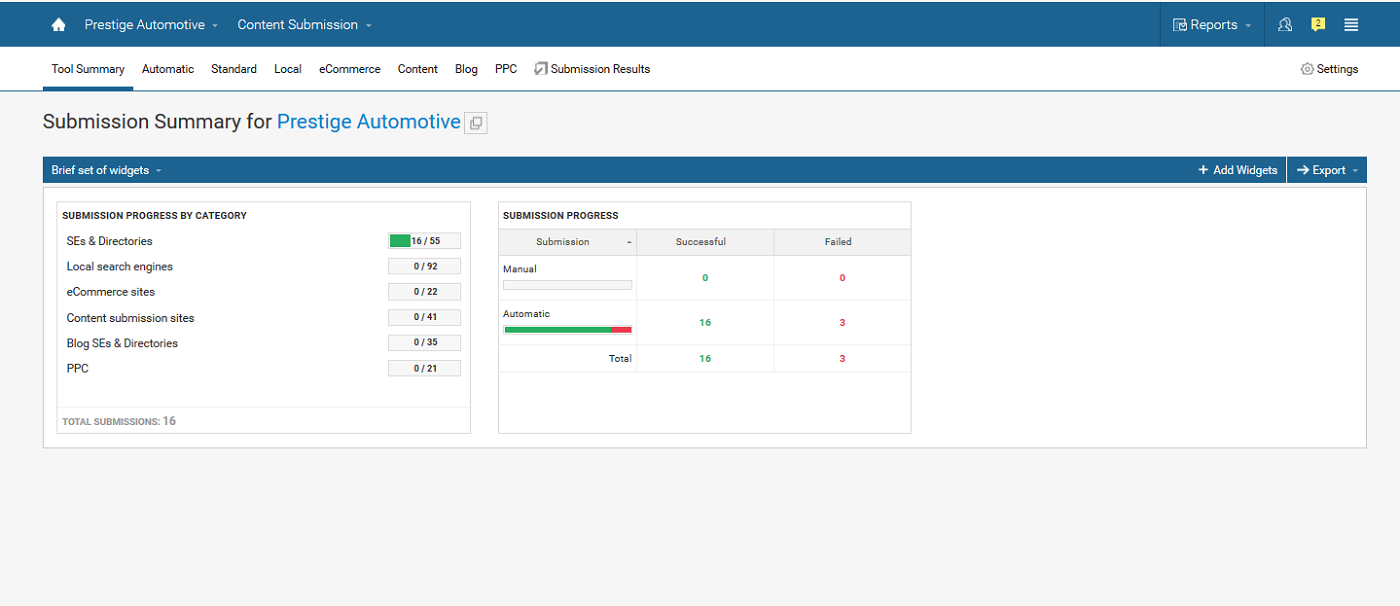 Prestige Automotive Content Submission Reports 2
Tool Summary Automatic Standard Local eCommerce Content Blog PPC Submission Results Settings
Submission Summary for Prestige Automotive
Brief set of widgets + Add Widgets Export
SUBMISSION PROGRESS BY CATEGORY
SEs & Directories 16 / 55
Local search engines 0 / 92
eCommerce sites 0 / 22
Content submission sites 0 / 41
Blog SEs & Directories 0 / 35
PPC 0 / 21
TOTAL SUBMISSIONS: 16
SUBMISSION PROGRESS
Submission Successful Failed
Manual 0 0
Automatic 16 3
Total 16 3